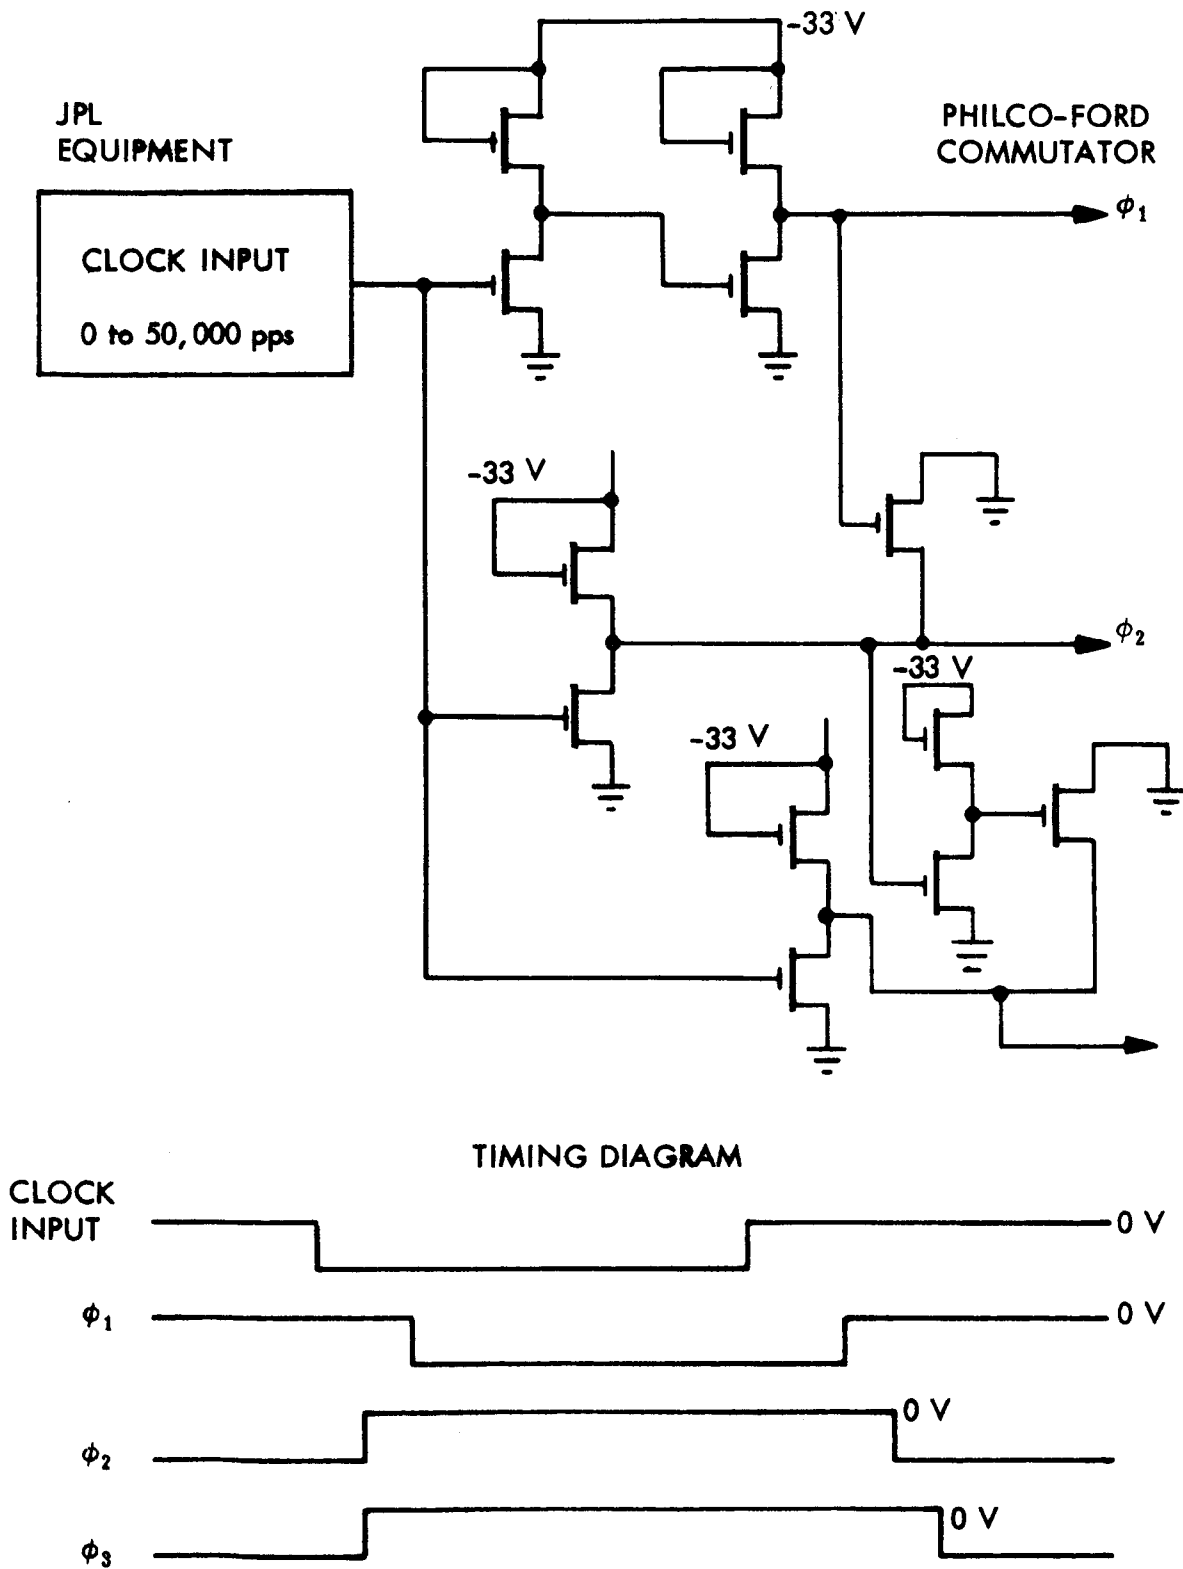 -33 V
JPL
EQUIPMENT
PHILCO-FORD
COMMUTATOR
ϕ1
CLOCK INPUT
0 to 50,000 pps
-33 V
ϕ2
-33 V
-33 V
TIMING DIAGRAM
CLOCK
INPUT
0 V
ϕ1
0 V
ϕ2
0 V
ϕ3
0 V